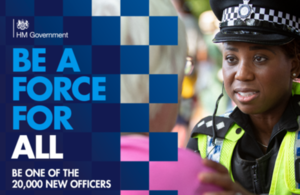 HM Government
BE A
FORCE
FOR
ALL
BE ONE OF THE
20,000 NEW OFFICERS